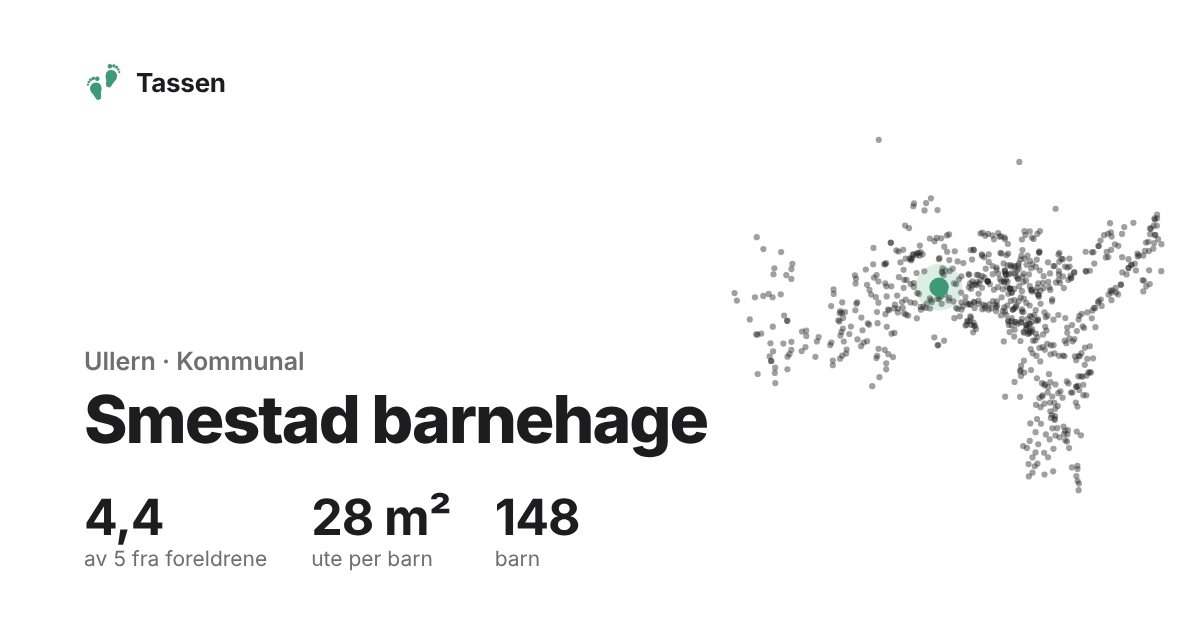 Tassen
Ullern · Kommunal
Smestad barnehage
4,4
av 5 fra foreldrene
28 m²
ute per barn
148
barn